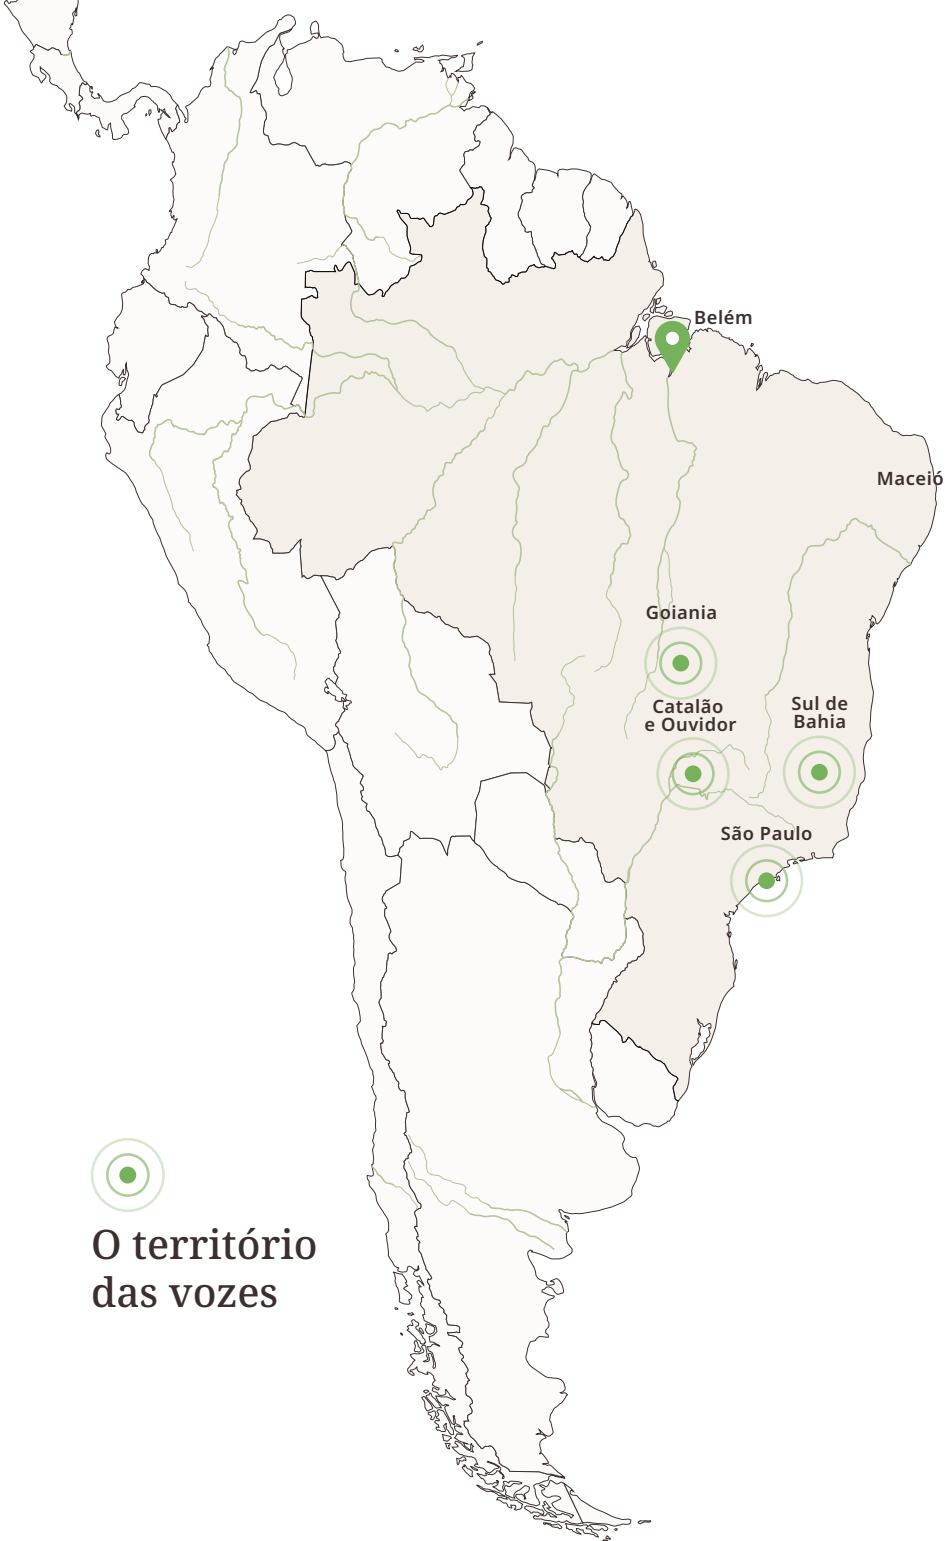 Belém
Maceió
Goiania
Catalão
e Ouvidor
Sul de
Bahia
São Paulo
O território
das vozes